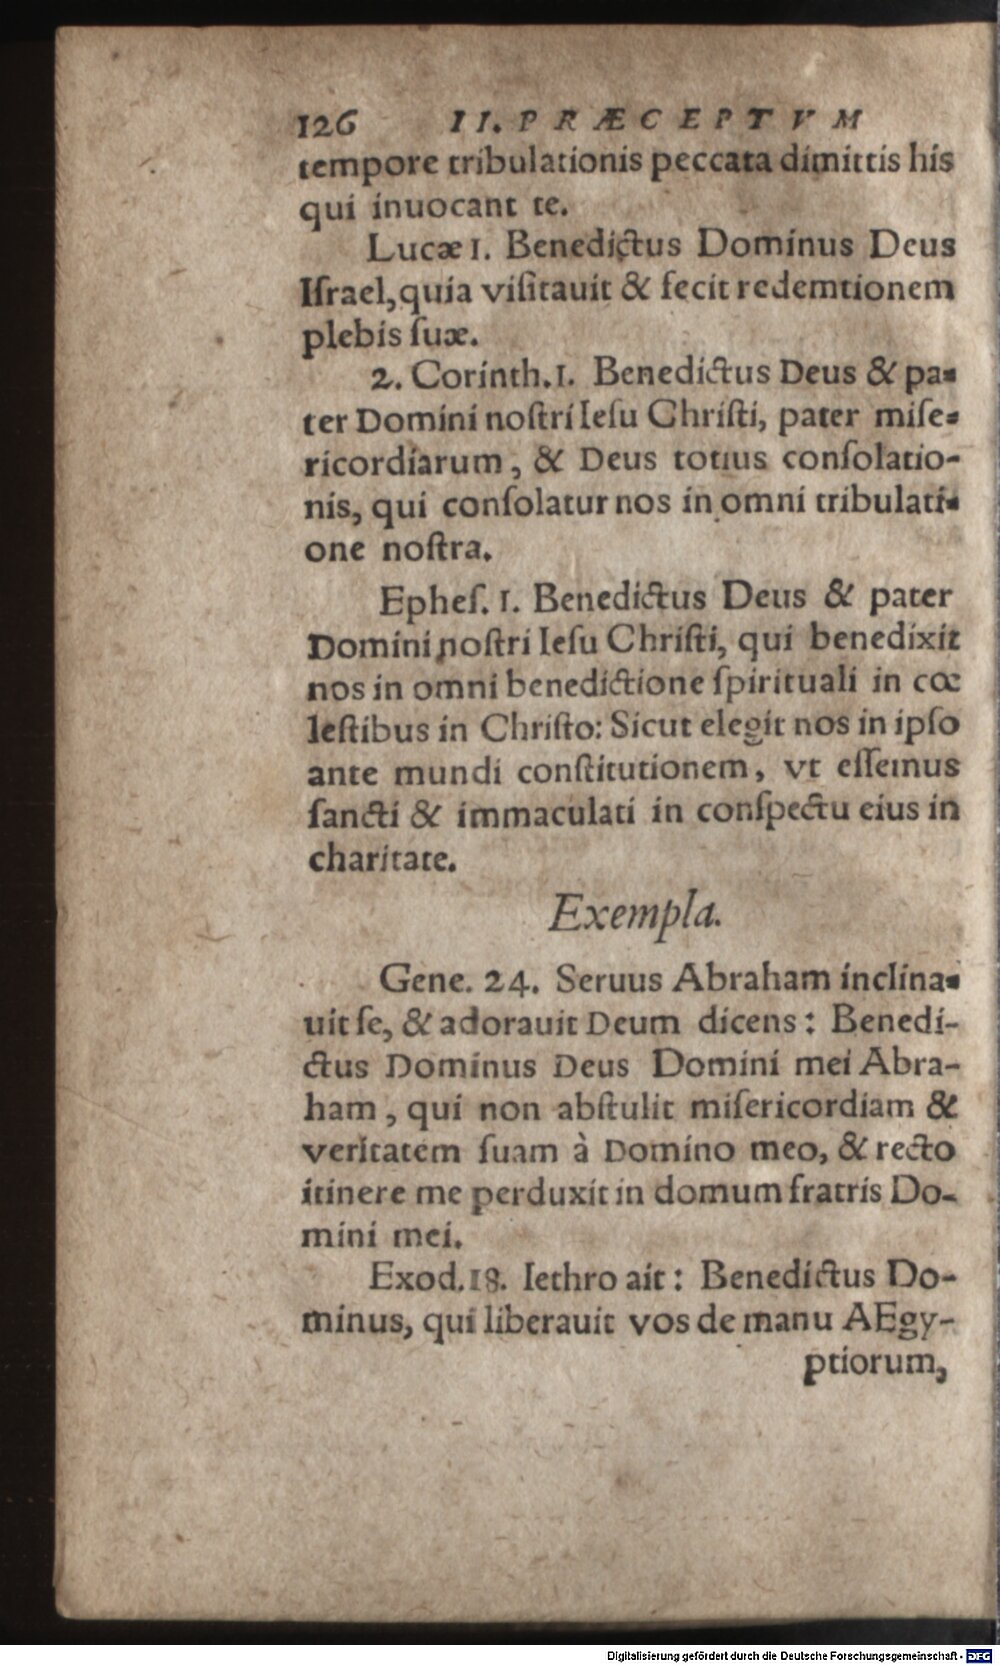 126 II. PRÆCEPTVM
tempore tribulationis peccata dimittis his
qui inuocant te.
Lucæ 1. Benedictus Dominus Deus
Iſrael, quia viſitauit & fecit redemtionem
plebis ſuæ.
2. Corinth. 1. Benedictus Deus & pa-
ter Domini noſtri Ieſu Chriſti, pater miſe-
ricordiarum, & Deus totius conſolatio-
nis, qui conſolatur nos in omni tribulati-
one noſtra.
Epheſ. 1. Benedictus Deus & pater
Domini noſtri Ieſu Chriſti, qui benedixit
nos in omni benedictione ſpirituali in cœ
leſtibus in Chriſto: Sicut elegit nos in ipſo
ante mundi conſtitutionem, vt eſſemus
ſancti & immaculati in conſpectu eius in
charitate.
Exempla.
Gene. 24. Seruus Abraham inclina-
uit ſe, & adorauit Deum dicens: Benedi-
ctus Dominus Deus Domini mei Abra-
ham, qui non abſtulit miſericordiam &
veritatem ſuam à Domino meo, & recto
itinere me perduxit in domum fratris Do-
mini mei.
Exod. 18. Iethro ait: Benedictus Do-
minus, qui liberauit vos de manu AEgy-
ptiorum,
Digitalisierung gefördert durch die Deutsche Forschungsgemeinschaft - DFG